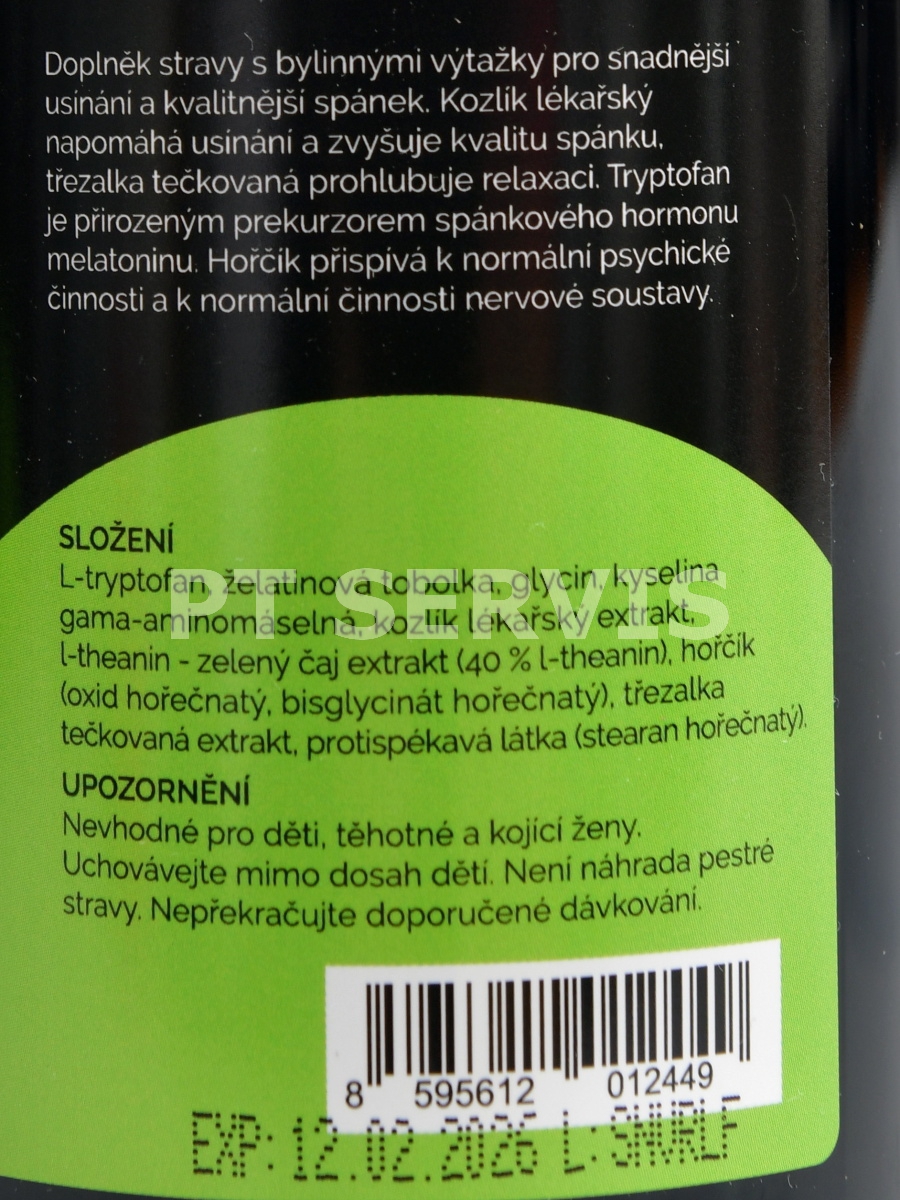 Doplněk stravy s bylinnými výtažky pro snadnější
usínání a kvalitnější spánek. Kozlík lékařský
napomáhá usínání a zvyšuje kvalitu spánku,
třezalka tečkovaná prohlubuje relaxaci. Tryptofan
je přirozeným prekurzorem spánkového hormonu
melatoninu. Hořčík přispívá k normální psychické
činnosti a k normální činnosti nervové soustavy.
SLOŽENÍ
L-tryptofan, želatinová tobolka, glycin, kyselina
PT SERVIS
gama-aminomáselná, kozlík lékařský extrakt,
l-theanin - zelený čaj extrakt (40 % l-theanin), hořčík
(oxid hořečnatý, bisglycinát hořečnatý), třezalka
tečkovaná extrakt, protispékavá látka (stearan hořečnatý).
UPOZORNĚNÍ
Nevhodné pro děti, těhotné a kojící ženy.
Uchovávejte mimo dosah dětí. Není náhrada pestré
stravy. Nepřekračujte doporučené dávkování.
8 595612 012449
EXP: 12.02.2026 L: